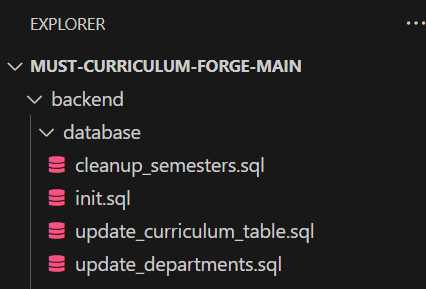 EXPLORER
MUST-CURRICULUM-FORGE-MAIN
backend
database
cleanup_semesters.sql
init.sql
update_curriculum_table.sql
update_departments.sql